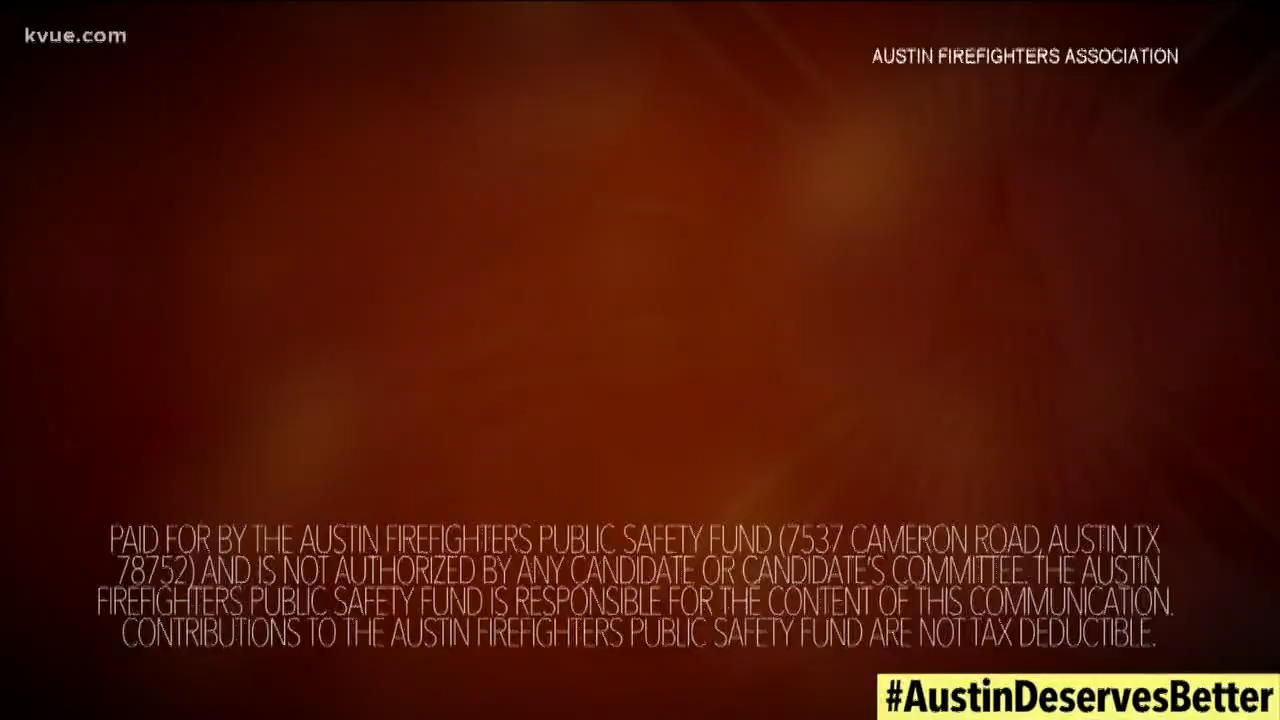 kvue.com
AUSTIN FIREFIGHTERS ASSOCIATION
PAID FOR BY THE AUSTIN FIREFIGHTERS PUBLIC SAFETY FUND (7537 CAMERON ROAD, AUSTIN TX
78752) AND IS NOT AUTHORIZED BY ANY CANDIDATE OR CANDIDATE'S COMMITTEE. THE AUSTIN
FIREFIGHTERS PUBLIC SAFETY FUND IS RESPONSIBLE FOR THE CONTENT OF THIS COMMUNICATION.
CONTRIBUTIONS TO THE AUSTIN FIREFIGHTERS PUBLIC SAFETY FUND ARE NOT TAX DEDUCTIBLE.
#AustinDeservesBetter